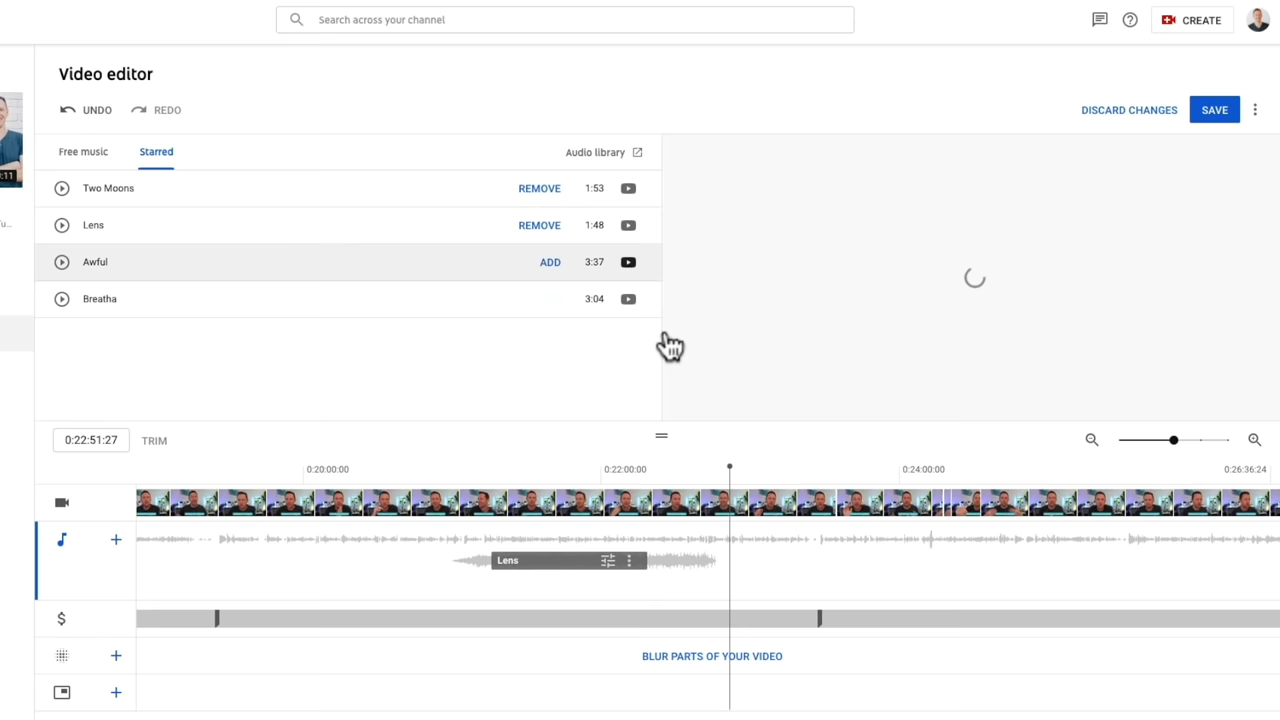 Search across your channel
CREATE
Video editor
UNDO
REDO
DISCARD CHANGES
SAVE
:11
Free music
Starred
Audio library
Two Moons
REMOVE
1:53
Lens
REMOVE
1:48
Awful
ADD
3:37
Breatha
3:04
0:22:51:27
TRIM
0:20:00:00
0:22:00:00
0:24:00:00
0:26:36:24
Lens
$
BLUR PARTS OF YOUR VIDEO